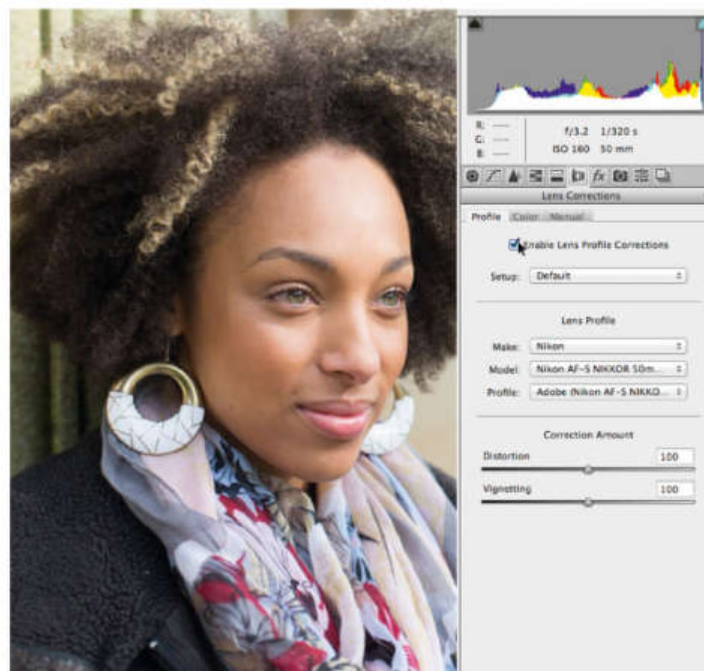 R: ---
G: ---
B: ---
f/3.2 1/320 s
ISO 160 50 mm
fx
Lens Corrections
Profile Color Manual
Enable Lens Profile Corrections
Setup: Default
Lens Profile
Make: Nikon
Model: Nikon AF-S NIKKOR 50m...
Profile: Adobe (Nikon AF-S NIKKO...
Correction Amount
Distortion 100
Vignetting 100